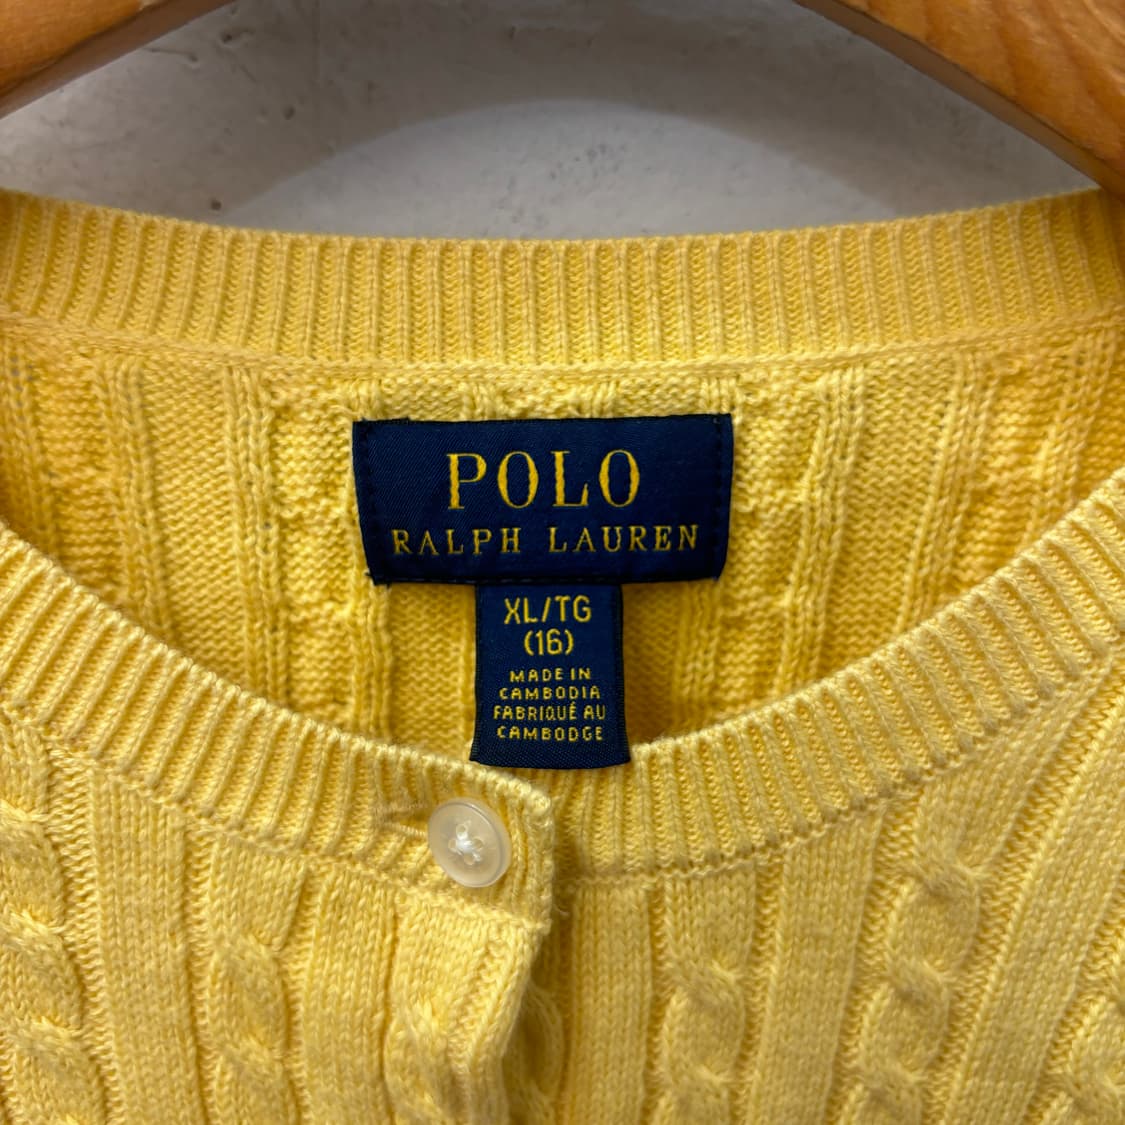 POLO
RALPH LAUREN
XL/TG
(16)
MADE IN
CAMBODIA
FABRIQUÉ AU
CAMBODGE